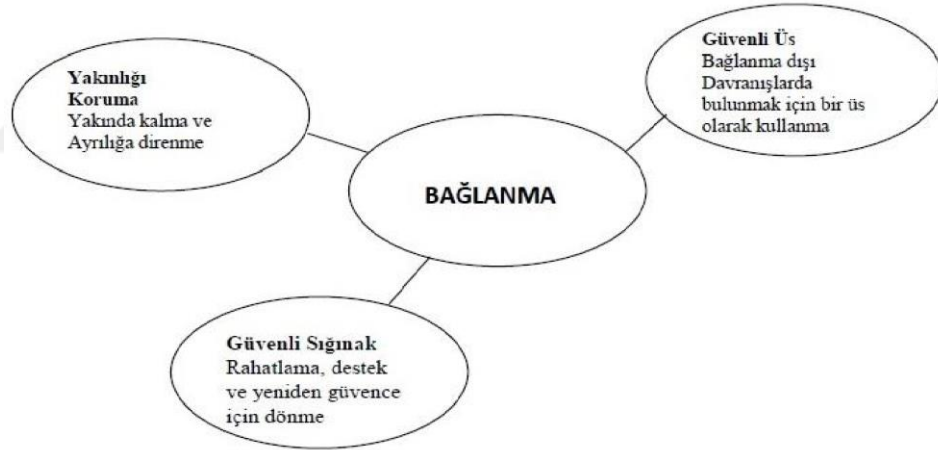 Yakınlığı
Koruma
Yakında kalma ve
Ayrılığa direnme
Güvenli Üs
Bağlanma dışı
Davranışlarda
bulunmak için bir üs
olarak kullanma
BAĞLANMA
Güvenli Sığınak
Rahatlama, destek
ve yeniden güvence
için dönme